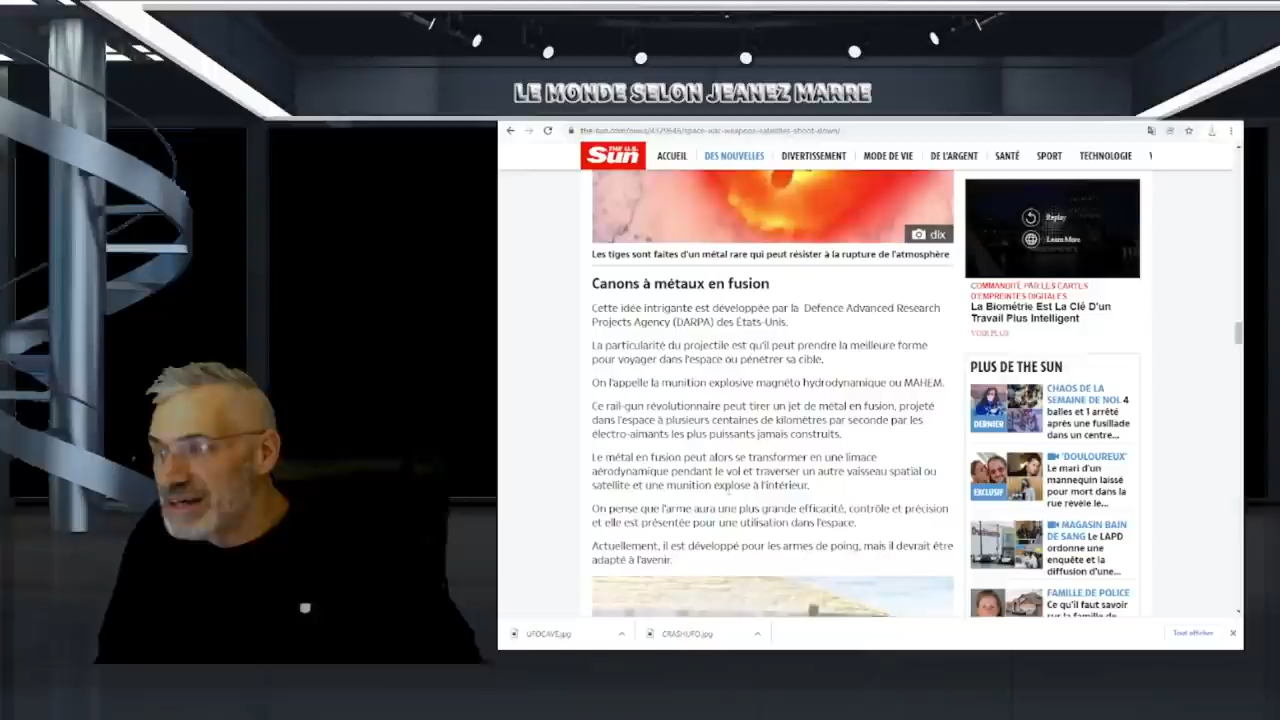 LE MONDE SELON JEANEZ MARRE
the-sun.com/news/4329646/space-war-weapons-satellites-shoot-down/
THE U.S.
Sun
ACCUEIL DES NOUVELLES DIVERTISSEMENT MODE DE VIE DE L'ARGENT SANTÉ SPORT TECHNOLOGIE
dix
Les tiges sont faites d'un métal rare qui peut résister à la rupture de l'atmosphère
Canons à métaux en fusion
Cette idée intrigante est développée par la Defence Advanced Research
Projects Agency (DARPA) des États-Unis.
La particularité du projectile est qu'il peut prendre la meilleure forme
pour voyager dans l'espace ou pénétrer sa cible.
On l'appelle la munition explosive magnéto hydrodynamique ou MAHEM.
Ce rail-gun révolutionnaire peut tirer un jet de métal en fusion, projeté
dans l'espace à plusieurs centaines de kilomètres par seconde par les
électro-aimants les plus puissants jamais construits.
Le métal en fusion peut alors se transformer en une limace
aérodynamique pendant le vol et traverser un autre vaisseau spatial ou
satellite et une munition explose à l'intérieur.
On pense que l'arme aura une plus grande efficacité, contrôle et précision
et elle est présentée pour une utilisation dans l'espace.
Actuellement, il est développé pour les armes de poing, mais il devrait être
adapté à l'avenir.
Replay
Learn More
COMMANDITÉ PAR LES CARTES
D'EMPREINTES DIGITALES
La Biométrie Est La Clé D'un
Travail Plus Intelligent
VOIR PLUS
PLUS DE THE SUN
DERNIER
CHAOS DE LA
SEMAINE DE NOL 4
balles et 1 arrêté
après une fusillade
dans un centre...
EXCLUSIF
'DOULOUREUX'
Le mari d'un
mannequin laissé
pour mort dans la
rue révèle le...
MAGASIN BAIN
DE SANG Le LAPD
ordonne une
enquête et la
diffusion d'une...
FAMILLE DE POLICE
Ce qu'il faut savoir
sur la famille de
UFOCAVE.jpg
CRASHUFO.jpg
Tout afficher